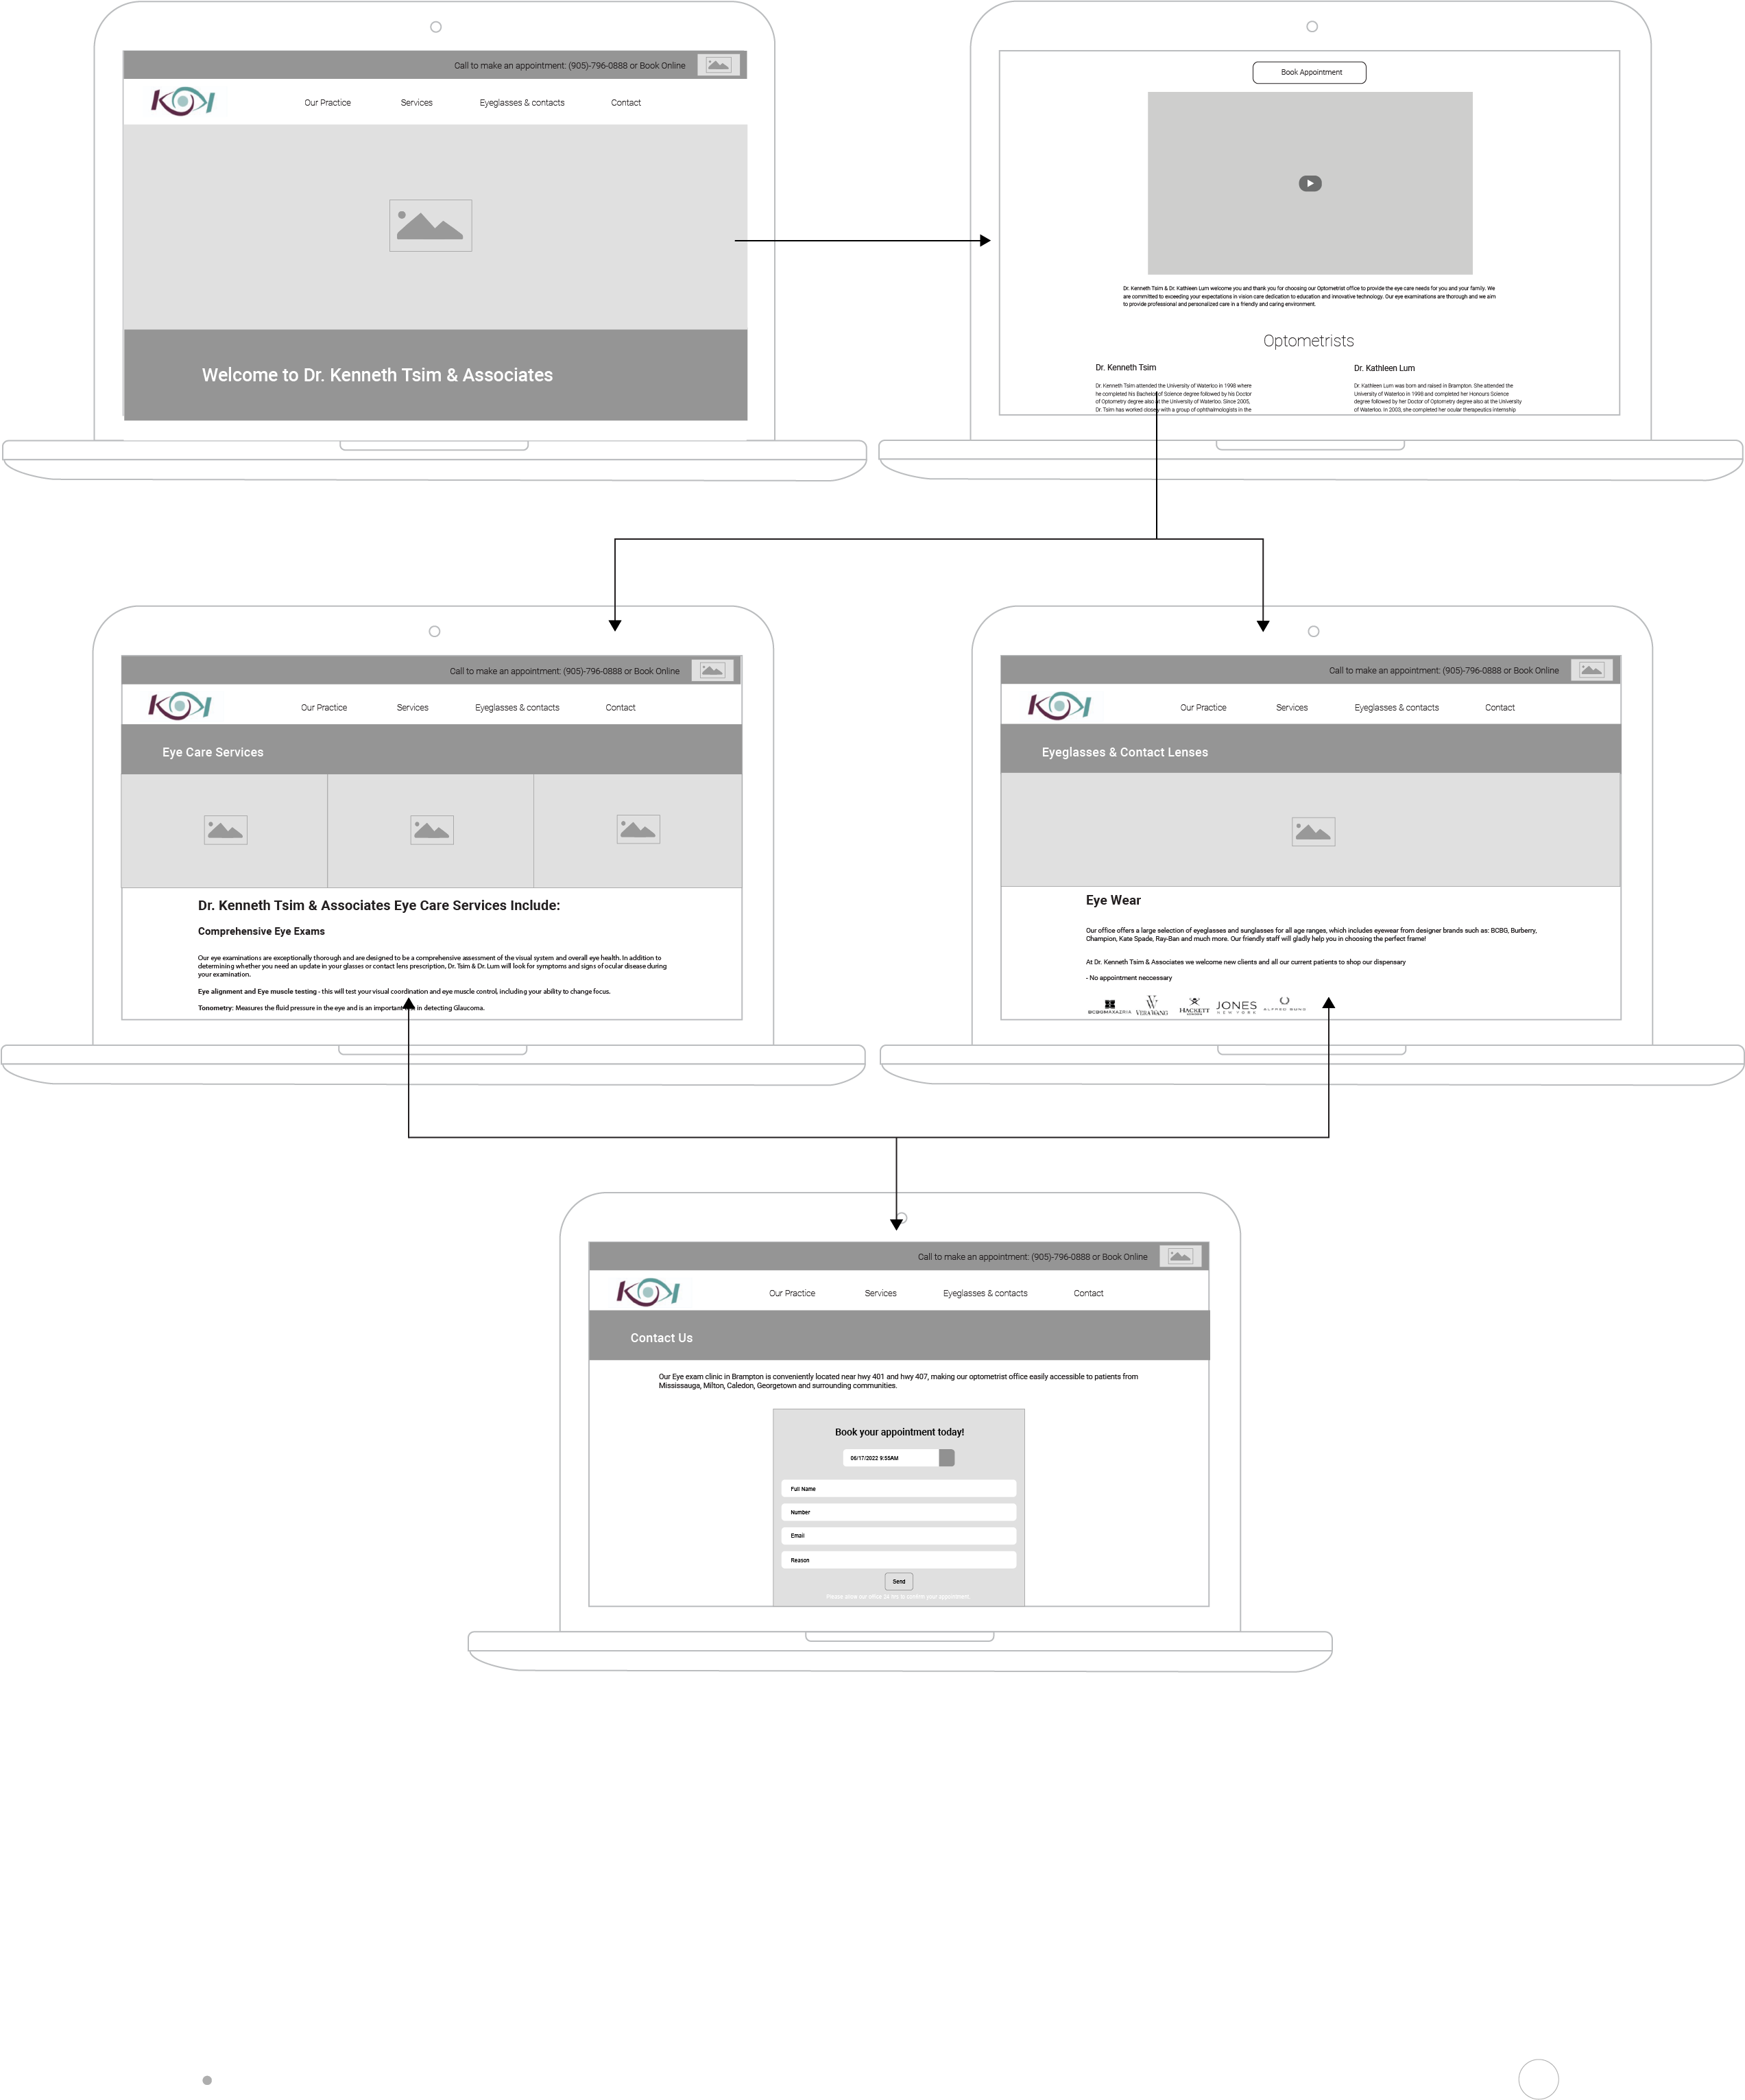 Call to make an appointment: (905)-796-0888 or Book Online
Our Practice Services Eyeglasses & contacts Contact
Welcome to Dr. Kenneth Tsim & Associates
Book Appointment
Dr. Kenneth Tsim & Dr. Kathleen Lum welcome you and thank you for choosing our Optometrist office to provide the eye care needs for you and your family. We
are committed to exceeding your expectations in vision care dedication to education and innovative technology. Our eye examinations are thorough and we aim
to provide professional and personalized care in a friendly and caring environment.
Optometrists
Dr. Kenneth Tsim
Dr. Kenneth Tsim attended the University of Waterloo in 1998 where
he completed his Bachelor of Science degree followed by his Doctor
of Optometry degree also at the University of Waterloo. Since 2005,
Dr. Tsim has worked closely with a group of ophthalmologists in the
Dr. Kathleen Lum
Dr. Kathleen Lum was born and raised in Brampton. She attended the
University of Waterloo in 1998 and completed her Honours Science
degree followed by her Doctor of Optometry degree also at the University
of Waterloo. In 2003, she completed her ocular therapeutics internship
Call to make an appointment: (905)-796-0888 or Book Online
Our Practice Services Eyeglasses & contacts Contact
Eye Care Services
Dr. Kenneth Tsim & Associates Eye Care Services Include:
Comprehensive Eye Exams
Our eye examinations are exceptionally thorough and are designed to be a comprehensive assessment of the visual system and overall eye health. In addition to
determining whether you need an update in your glasses or contact lens prescription, Dr. Tsim & Dr. Lum will look for symptoms and signs of ocular disease during
your examination.
Eye alignment and Eye muscle testing - this will test your visual coordination and eye muscle control, including your ability to change focus.
Tonometry: Measures the fluid pressure in the eye and is an important in detecting Glaucoma.
Call to make an appointment: (905)-796-0888 or Book Online
Our Practice Services Eyeglasses & contacts Contact
Eyeglasses & Contact Lenses
Eye Wear
Our office offers a large selection of eyeglasses and sunglasses for all age ranges, which includes eyewear from designer brands such as: BCBG, Burberry,
Champion, Kate Spade, Ray-Ban and much more. Our friendly staff will gladly help you in choosing the perfect frame!
At Dr. Kenneth Tsim & Associates we welcome new clients and all our current patients to shop our dispensary
- No appointment neccessary
BCBGMAXAZRIA VERA WANG HACKETT JONES NEW YORK ALFRED SUNG
Call to make an appointment: (905)-796-0888 or Book Online
Our Practice Services Eyeglasses & contacts Contact
Contact Us
Our Eye exam clinic in Brampton is conveniently located near hwy 401 and hwy 407, making our optometrist office easily accessible to patients from
Mississauga, Milton, Caledon, Georgetown and surrounding communities.
Book your appointment today!
06/17/2022 9:55AM
Full Name
Number
Email
Reason
Send
Please allow our office 24 hrs to confirm your appointment.